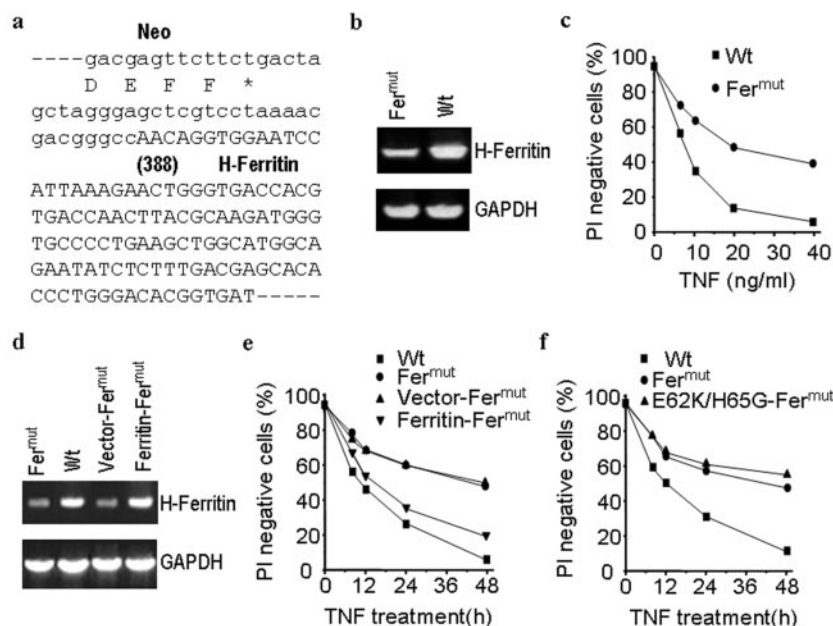 a
Neo
----gacgagttcttctgacta
D E F F *
gctagggagctcgtcctaaaac
gacgggccAACAGGTGGAATCC
(388) H-Ferritin
ATTAAAGAACTGGGTGACCACG
TGACCAACTTACGCAAGATGGG
TGCCCCTGAAGCTGGCATGGCA
GAATATCTCTTTGACGAGCACA
CCCTGGGACACGGTGAT-----
b
Fermut Wt
H-Ferritin
GAPDH
c
Wt
Fermut
PI negative cells (%)
100
80
60
40
20
0
0 10 20 30 40
TNF (ng/ml)
d
Fermut Wt Vector-Fermut Ferritin-Fermut
H-Ferritin
GAPDH
e
Wt
Fermut
Vector-Fermut
Ferritin-Fermut
PI negative cells (%)
100
80
60
40
20
0
0 12 24 36 48
TNF treatment(h)
f
Wt
Fermut
E62K/H65G-Fermut
PI negative cells (%)
100
80
60
40
20
0
0 12 24 36 48
TNF treatment(h)